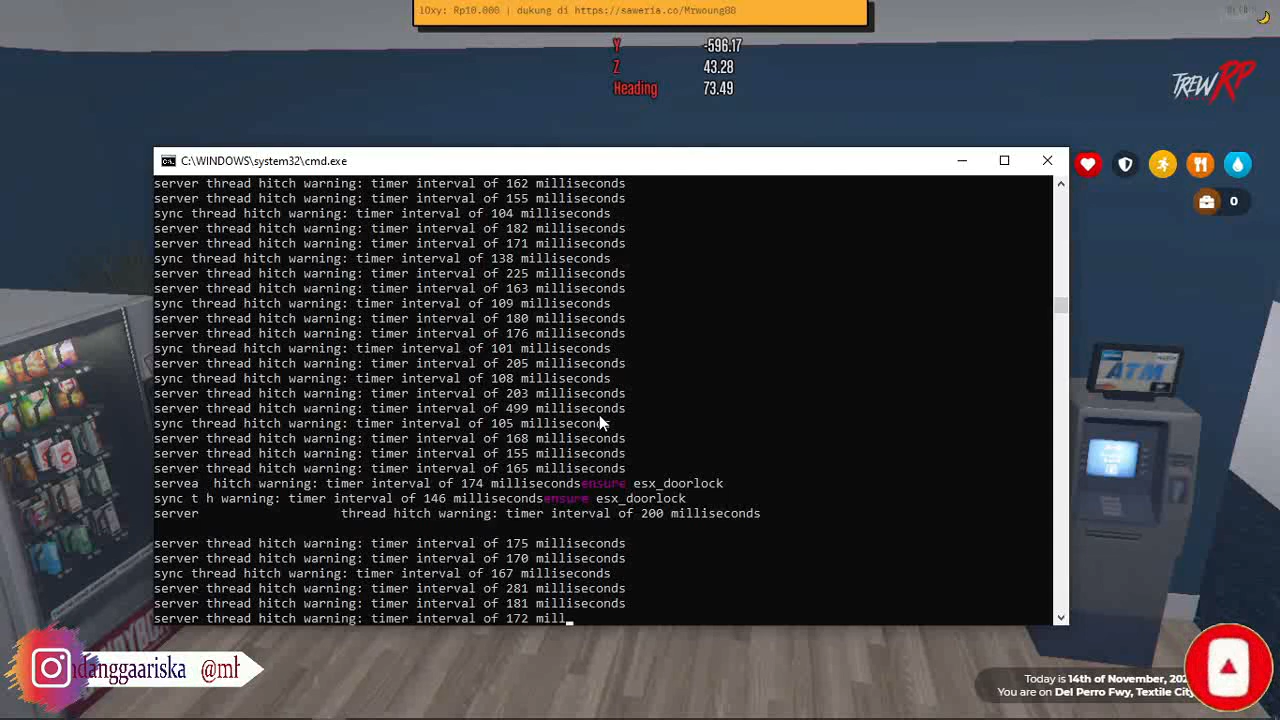 lOxy: Rp10.000 | dukung di https://saweria.co/Mrwoung88
Y -596.17
Z 43.28
Heading 73.49
TREWRP
C:\WINDOWS\system32\cmd.exe
server thread hitch warning: timer interval of 162 milliseconds
server thread hitch warning: timer interval of 155 milliseconds
sync thread hitch warning: timer interval of 104 milliseconds
server thread hitch warning: timer interval of 182 milliseconds
server thread hitch warning: timer interval of 171 milliseconds
sync thread hitch warning: timer interval of 138 milliseconds
server thread hitch warning: timer interval of 225 milliseconds
server thread hitch warning: timer interval of 163 milliseconds
sync thread hitch warning: timer interval of 109 milliseconds
server thread hitch warning: timer interval of 180 milliseconds
server thread hitch warning: timer interval of 176 milliseconds
sync thread hitch warning: timer interval of 101 milliseconds
server thread hitch warning: timer interval of 205 milliseconds
sync thread hitch warning: timer interval of 108 milliseconds
server thread hitch warning: timer interval of 203 milliseconds
server thread hitch warning: timer interval of 499 milliseconds
sync thread hitch warning: timer interval of 105 milliseconds
server thread hitch warning: timer interval of 168 milliseconds
server thread hitch warning: timer interval of 155 milliseconds
server thread hitch warning: timer interval of 165 milliseconds
servea  hitch warning: timer interval of 174 millisecondsensure esx_doorlock
sync t h warning: timer interval of 146 millisecondsensure esx_doorlock
server thread hitch warning: timer interval of 200 milliseconds
server thread hitch warning: timer interval of 175 milliseconds
server thread hitch warning: timer interval of 170 milliseconds
sync thread hitch warning: timer interval of 167 milliseconds
server thread hitch warning: timer interval of 281 milliseconds
server thread hitch warning: timer interval of 181 milliseconds
server thread hitch warning: timer interval of 172 mill
0
ATM
ndanggaariska @mh
Today is 14th of November, 202
You are on Del Perro Fwy, Textile City